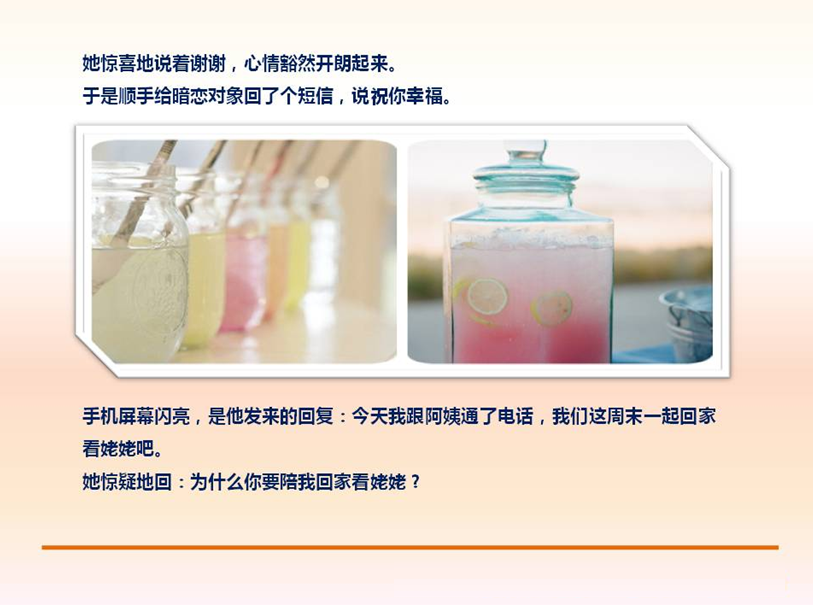 她惊喜地说着谢谢，心情豁然开朗起来。
于是顺手给暗恋对象回了个短信，说祝你幸福。
手机屏幕闪亮，是他发来的回复：今天我跟阿姨通了电话，我们这周末一起回家
看姥姥吧。
她惊疑地回：为什么你要陪我回家看姥姥？